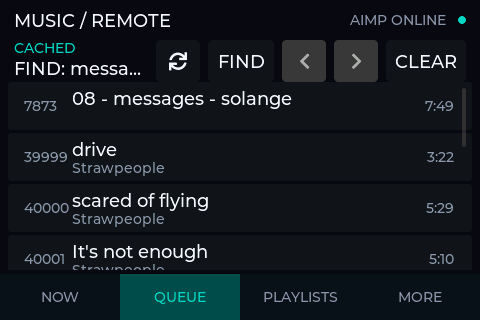 MUSIC / REMOTE
AIMP ONLINE
CACHED
FIND: messa...
FIND
CLEAR
7873 08 - messages - solange 7:49
39999 drive 3:22
Strawpeople
40000 scared of flying 5:29
Strawpeople
40001 It's not enough 5:10
Strawpeople
NOW QUEUE PLAYLISTS MORE